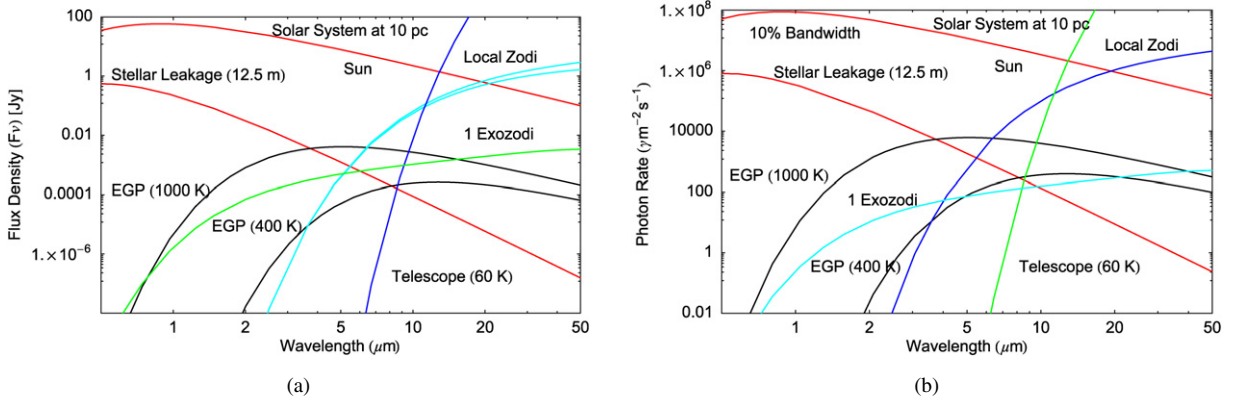 100
1
0.01
0.0001
1.×10⁻⁶
Flux Density (Fν) [Jy]
Solar System at 10 pc
Sun
Local Zodi
Stellar Leakage (12.5 m)
1 Exozodi
EGP (1000 K)
EGP (400 K)
Telescope (60 K)
1 2 5 10 20 50
Wavelength (μm)
(a)
1.×10⁸
1.×10⁶
10000
100
1
0.01
Photon Rate (γm⁻²s⁻¹)
Solar System at 10 pc
10% Bandwidth
Local Zodi
Sun
Stellar Leakage (12.5 m)
EGP (1000 K)
1 Exozodi
EGP (400 K)
Telescope (60 K)
1 2 5 10 20 50
Wavelength (μm)
(b)